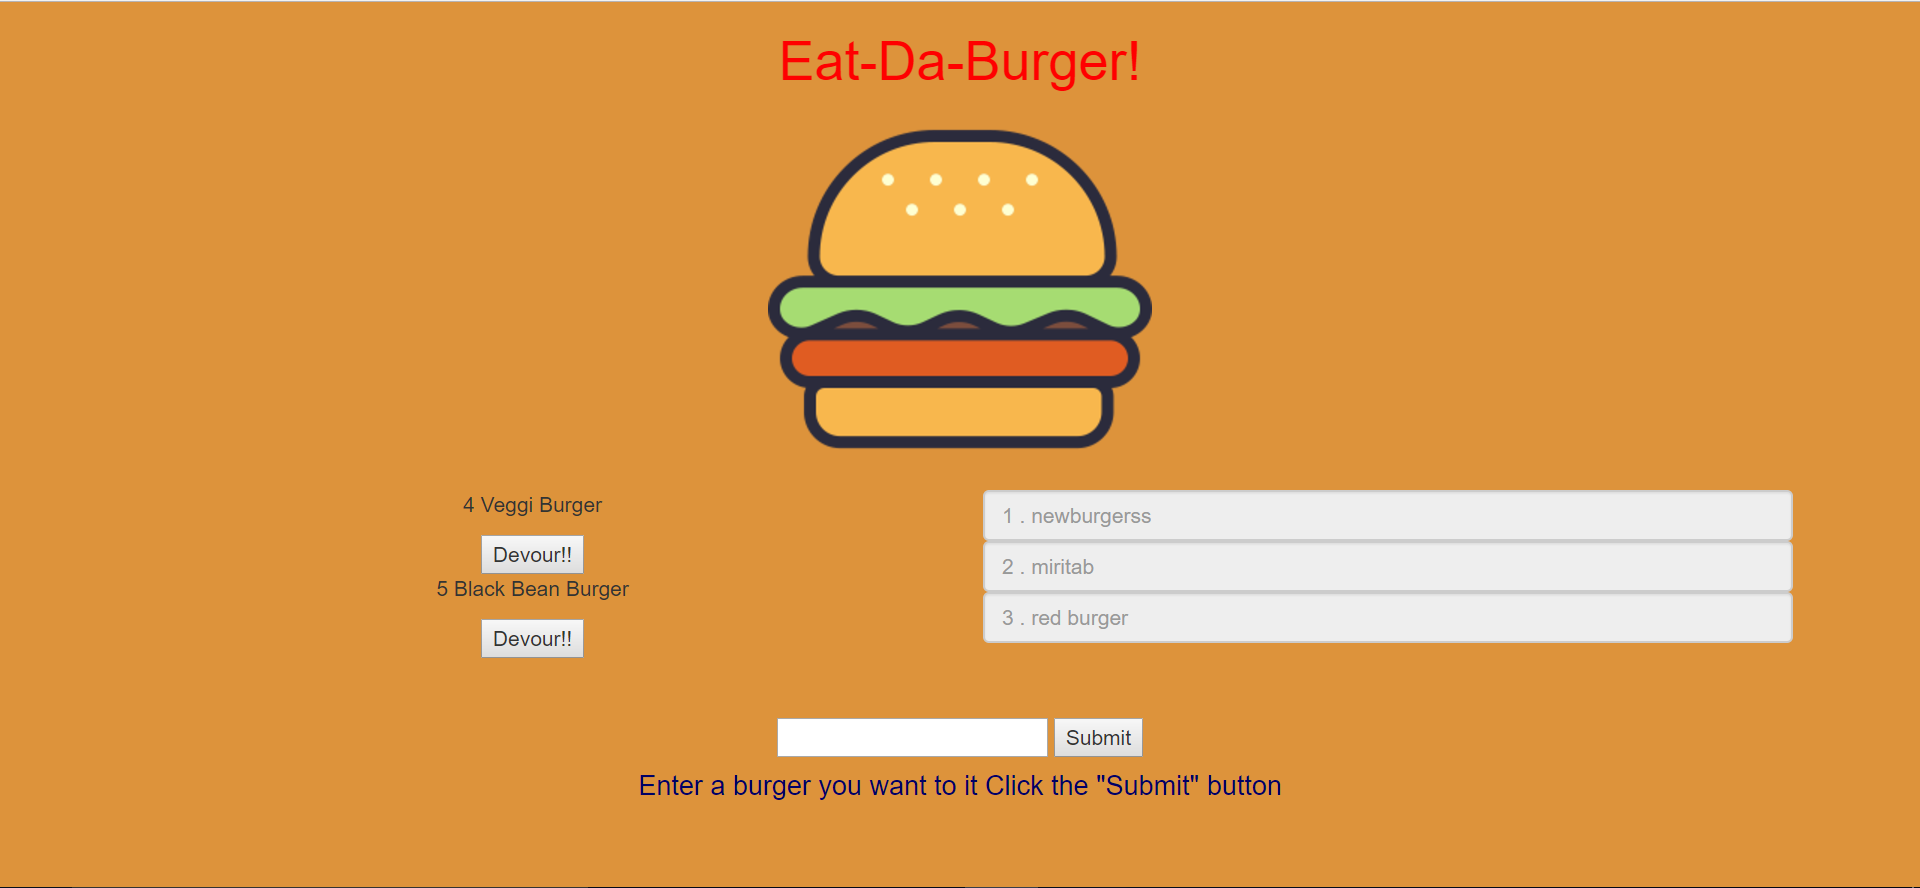 Eat-Da-Burger!
4 Veggi Burger
Devour!!
5 Black Bean Burger
Devour!!
1 . newburgerss
2 . miritab
3 . red burger
Submit
Enter a burger you want to it Click the "Submit" button